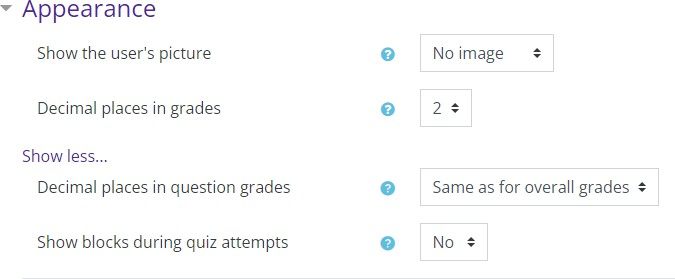 Appearance
Show the user's picture ? No image
Decimal places in grades ? 2
Show less...
Decimal places in question grades ? Same as for overall grades
Show blocks during quiz attempts ? No